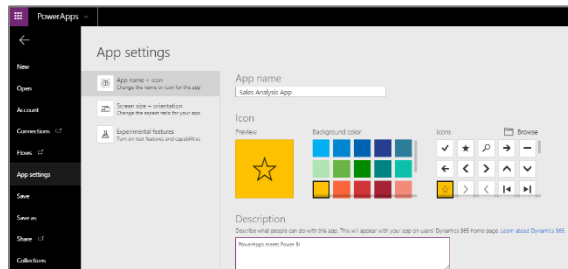 PowerApps
App settings
New
Open
Account
Connections
Flows
App settings
Save
Save as
Share
Collections
App name + icon
Change the name or icon for the app
Screen size + orientation
Change the aspect ratio for your app
Experimental features
Turn on test features and capabilities
App name
Sales Analysis App
Icon
Preview
Background color
Icons
Browse
Description
Describe what people can do with this app. This will appear with your app on users' Dynamics 365 home page. Learn about Dynamics 365.
PowerApps meets Power BI